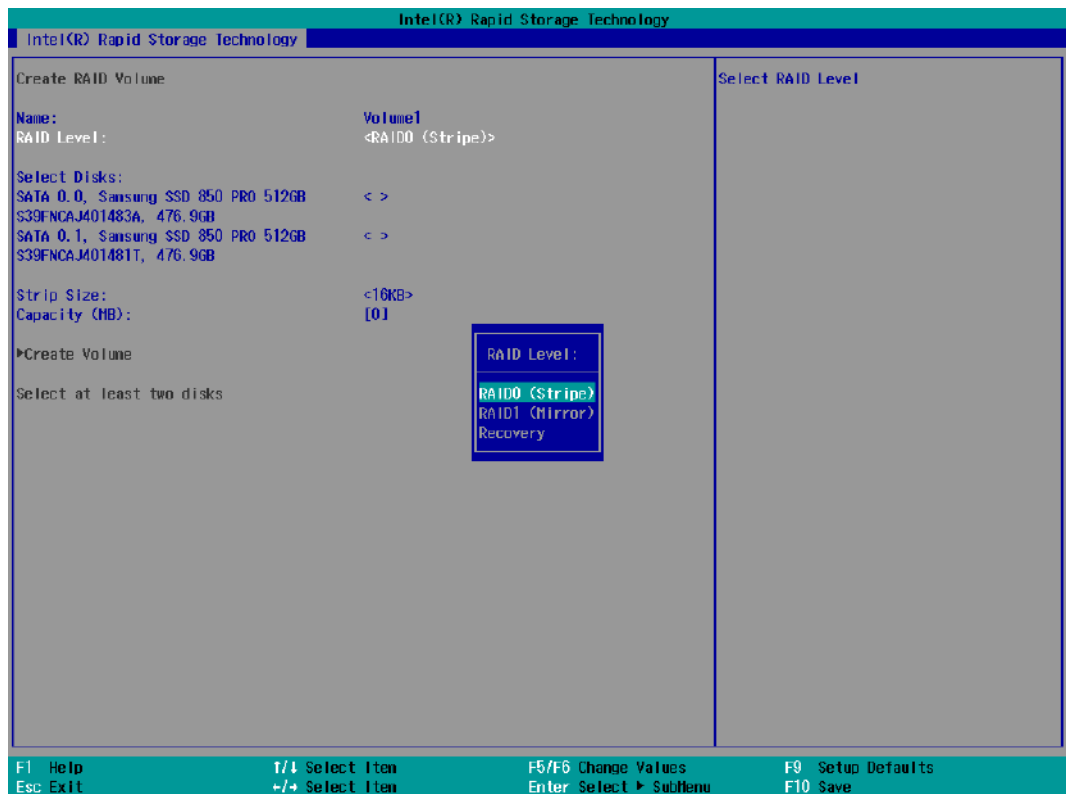 Intel(R) Rapid Storage Technology
Intel(R) Rapid Storage Technology
Create RAID Volume
Select RAID Level
Name: Volume1
RAID Level: <RAID0 (Stripe)>
Select Disks:
SATA 0.0, Samsung SSD 850 PRO 512GB < >
S39FNCAJ401483A, 476.9GB
SATA 0.1, Samsung SSD 850 PRO 512GB < >
S39FNCAJ401481T, 476.9GB
Strip Size: <16KB>
Capacity (MB): [0]
▶Create Volume
Select at least two disks
RAID Level:
RAID0 (Stripe)
RAID1 (Mirror)
Recovery
F1 Help ↑/↓ Select Item F5/F6 Change Values F9 Setup Defaults
Esc Exit ←/→ Select Item Enter Select ▶ SubMenu F10 Save